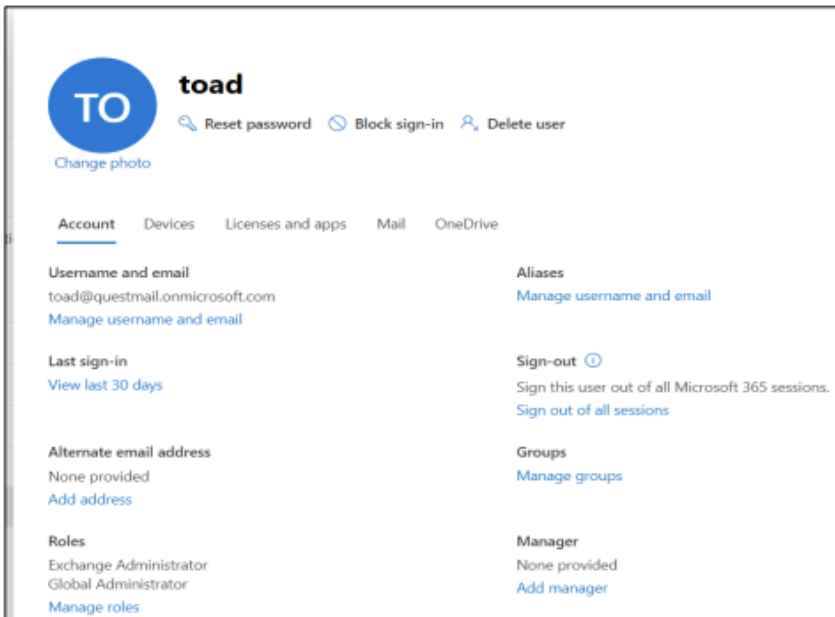 TO
toad
Reset password Block sign-in Delete user
Change photo
Account Devices Licenses and apps Mail OneDrive
Username and email
toad@questmail.onmicrosoft.com
Manage username and email
Aliases
Manage username and email
Last sign-in
View last 30 days
Sign-out
Sign this user out of all Microsoft 365 sessions.
Sign out of all sessions
Alternate email address
None provided
Add address
Groups
Manage groups
Roles
Exchange Administrator
Global Administrator
Manage roles
Manager
None provided
Add manager